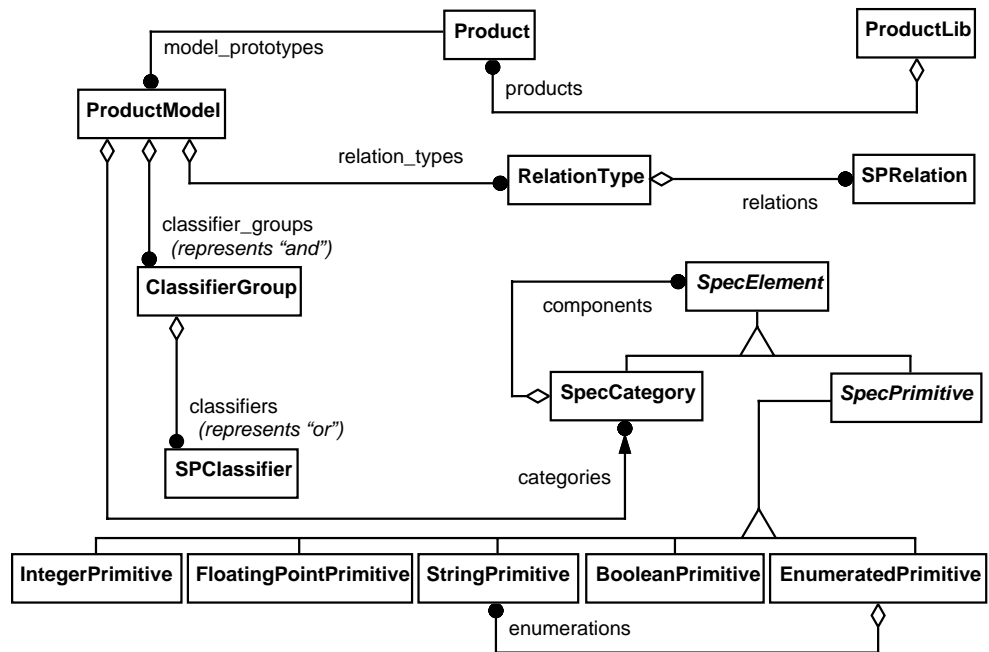 Product
ProductLib
model_prototypes
products
ProductModel
relation_types
RelationType
SPRelation
relations
classifier_groups
(represents “and”)
ClassifierGroup
SpecElement
components
SpecCategory
SpecPrimitive
classifiers
(represents “or”)
SPClassifier
categories
IntegerPrimitive
FloatingPointPrimitive
StringPrimitive
BooleanPrimitive
EnumeratedPrimitive
enumerations